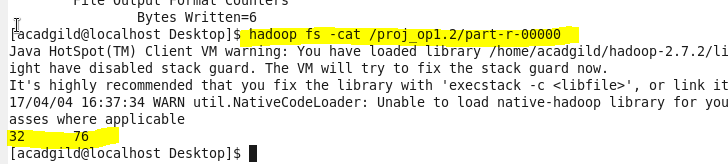 File Output Format Counters
Bytes Written=6
[acadgild@localhost Desktop]$ hadoop fs -cat /proj_op1.2/part-r-00000
Java HotSpot(TM) Client VM warning: You have loaded library /home/acadgild/hadoop-2.7.2/li
ight have disabled stack guard. The VM will try to fix the stack guard now.
It's highly recommended that you fix the library with 'execstack -c <libfile>', or link it
17/04/04 16:37:34 WARN util.NativeCodeLoader: Unable to load native-hadoop library for you
asses where applicable
32 76
[acadgild@localhost Desktop]$